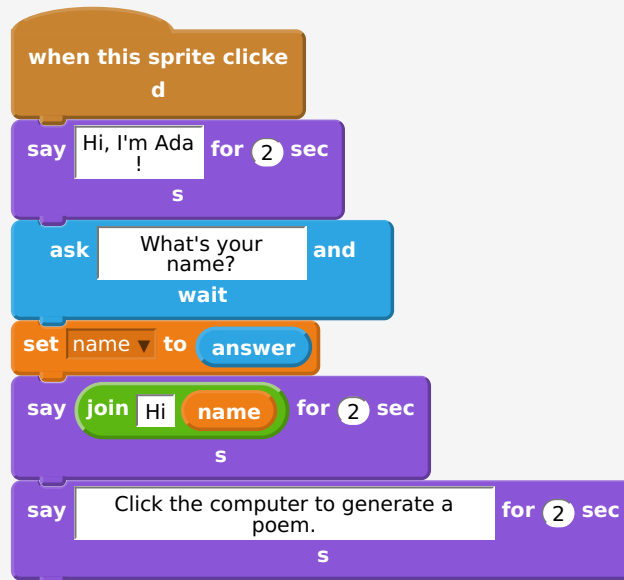 when this sprite clicke
d
say Hi, I'm Ada
! for 2 sec
s
ask What's your
name? and
wait
set name ▼ to answer
say join Hi name for 2 sec
s
say Click the computer to generate a
poem. for 2 sec
s